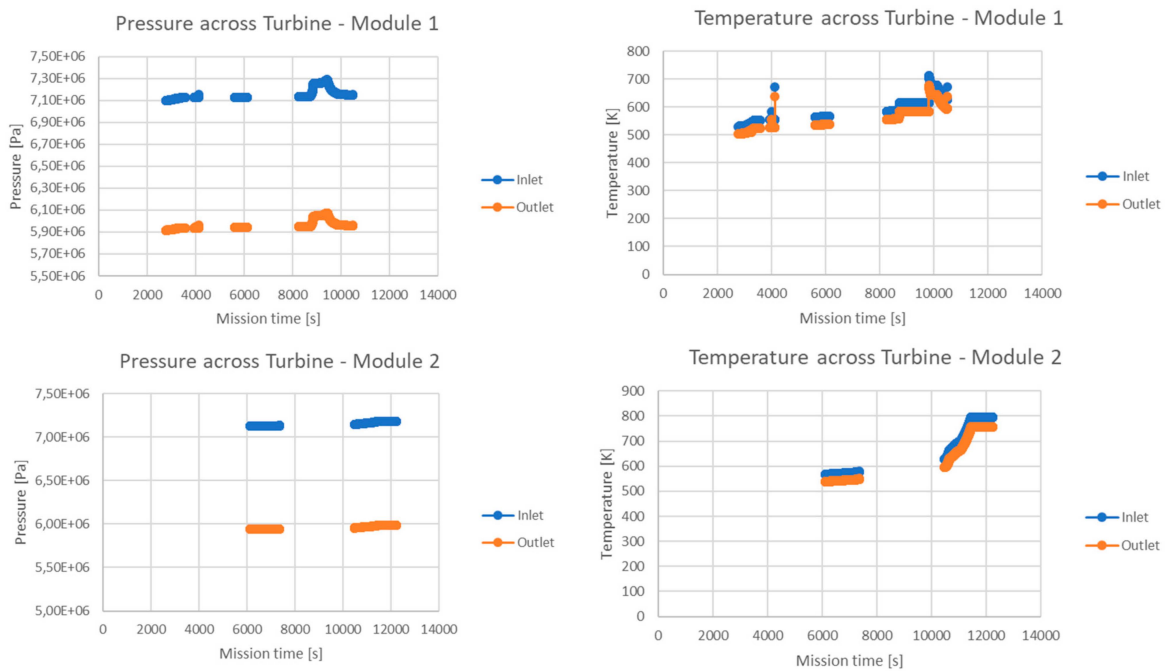 Pressure across Turbine - Module 1
7,50E+06
7,30E+06
7,10E+06
6,90E+06
6,70E+06
6,50E+06
6,30E+06
6,10E+06
5,90E+06
5,70E+06
5,50E+06
Pressure [Pa]
0 2000 4000 6000 8000 10000 12000 14000
Mission time [s]
Inlet
Outlet
Temperature across Turbine - Module 1
800
700
600
500
400
300
200
100
0
Temperature [K]
0 2000 4000 6000 8000 10000 12000 14000
Mission time [s]
Inlet
Outlet
Pressure across Turbine - Module 2
7,50E+06
7,00E+06
6,50E+06
6,00E+06
5,50E+06
5,00E+06
Pressure [Pa]
0 2000 4000 6000 8000 10000 12000 14000
Mission time [s]
Inlet
Outlet
Temperature across Turbine - Module 2
900
800
700
600
500
400
300
200
100
0
Temperature [K]
0 2000 4000 6000 8000 10000 12000 14000
Mission time [s]
Inlet
Outlet